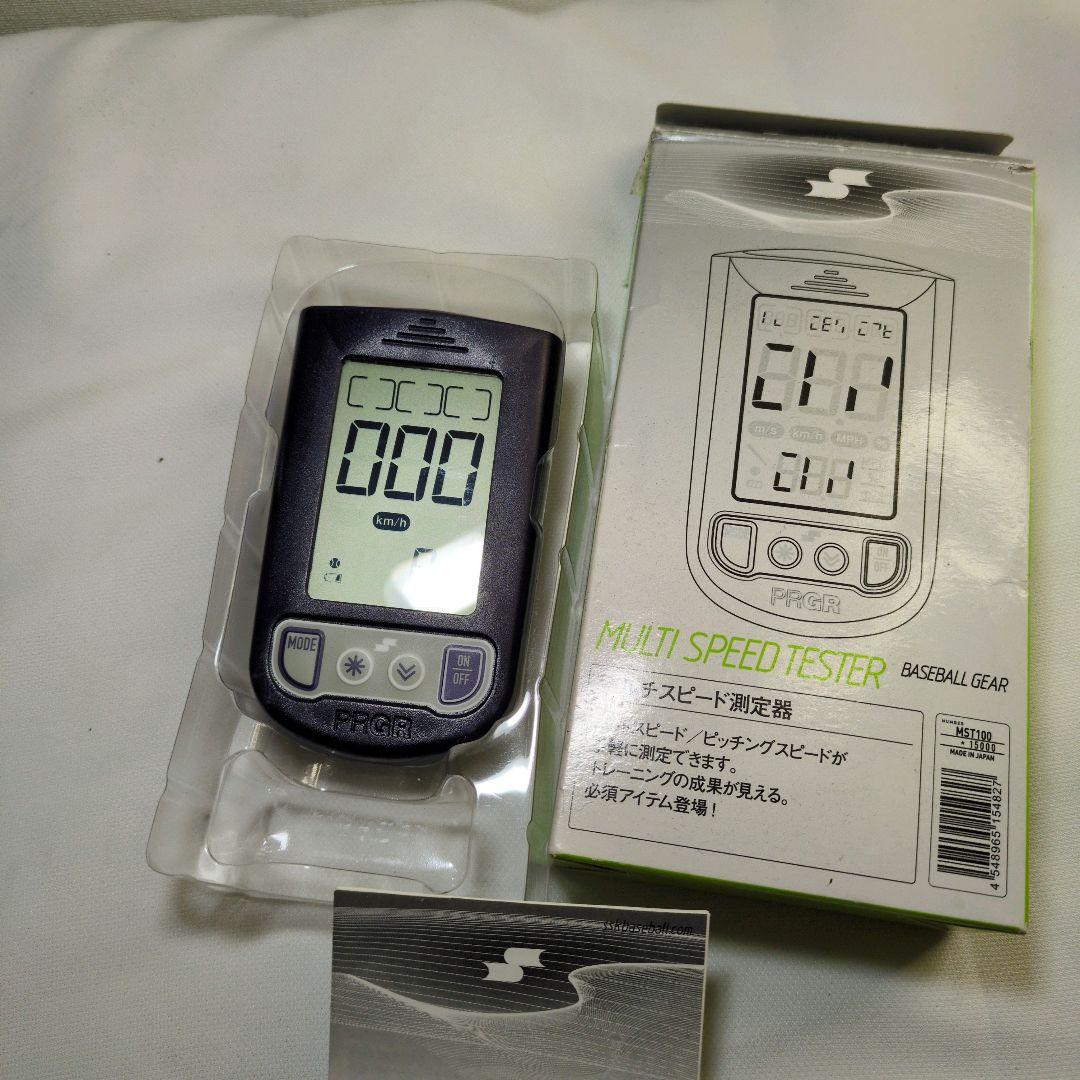 000
km/h
MODE
ON
OFF
PRGR
m/s km/h MPH
ON
OFF
PRGR
MULTI SPEED TESTER BASEBALL GEAR
チスピード測定器
スピード／ピッチングスピードが
軽に測定できます。
トレーニングの成果が見える。
必須アイテム登場！
NUMBER
MST100
★15000
MADE IN JAPAN
4 548965 154827
sskbaseball.com